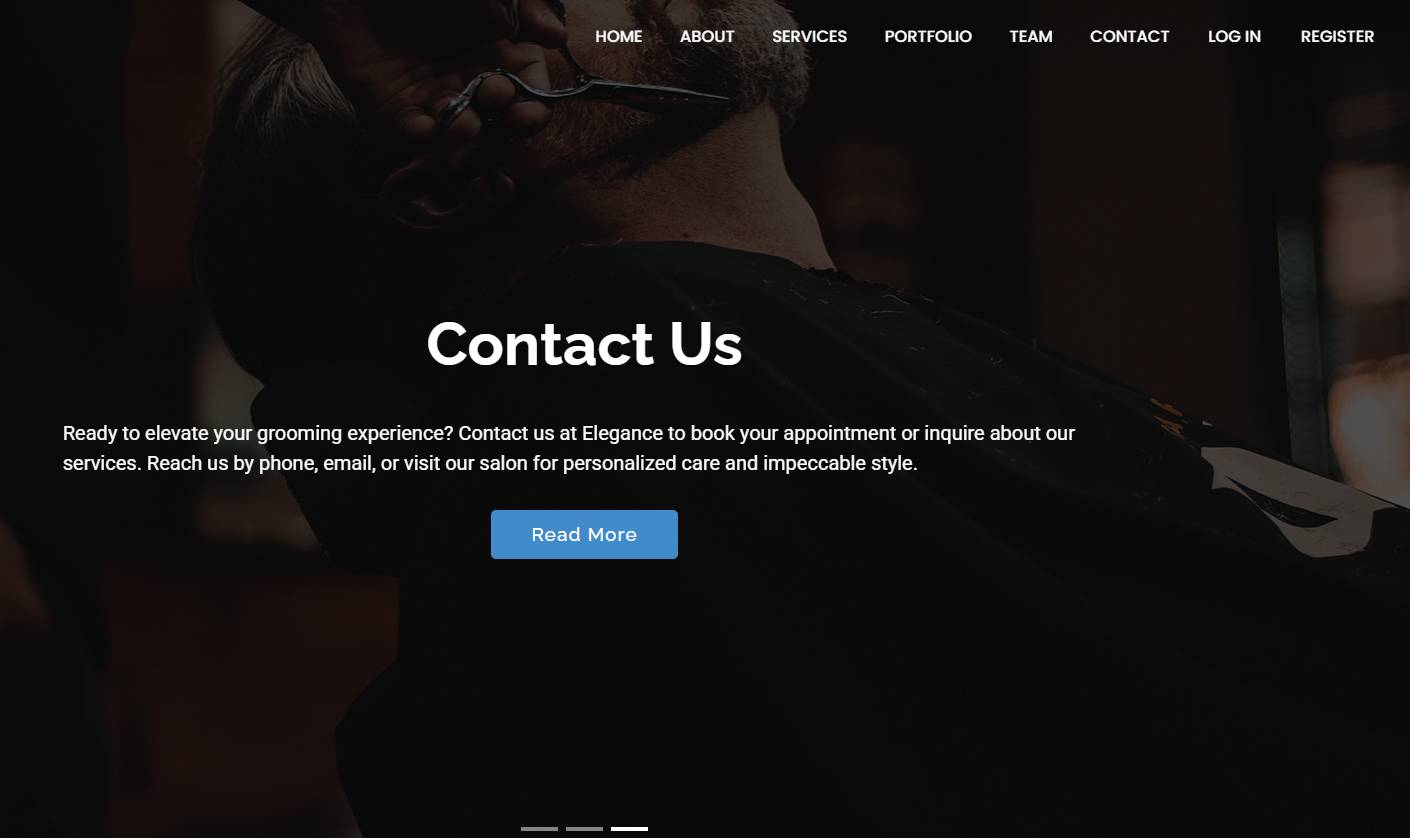 HOME ABOUT SERVICES PORTFOLIO TEAM CONTACT LOG IN REGISTER
Contact Us
Ready to elevate your grooming experience? Contact us at Elegance to book your appointment or inquire about our
services. Reach us by phone, email, or visit our salon for personalized care and impeccable style.
Read More